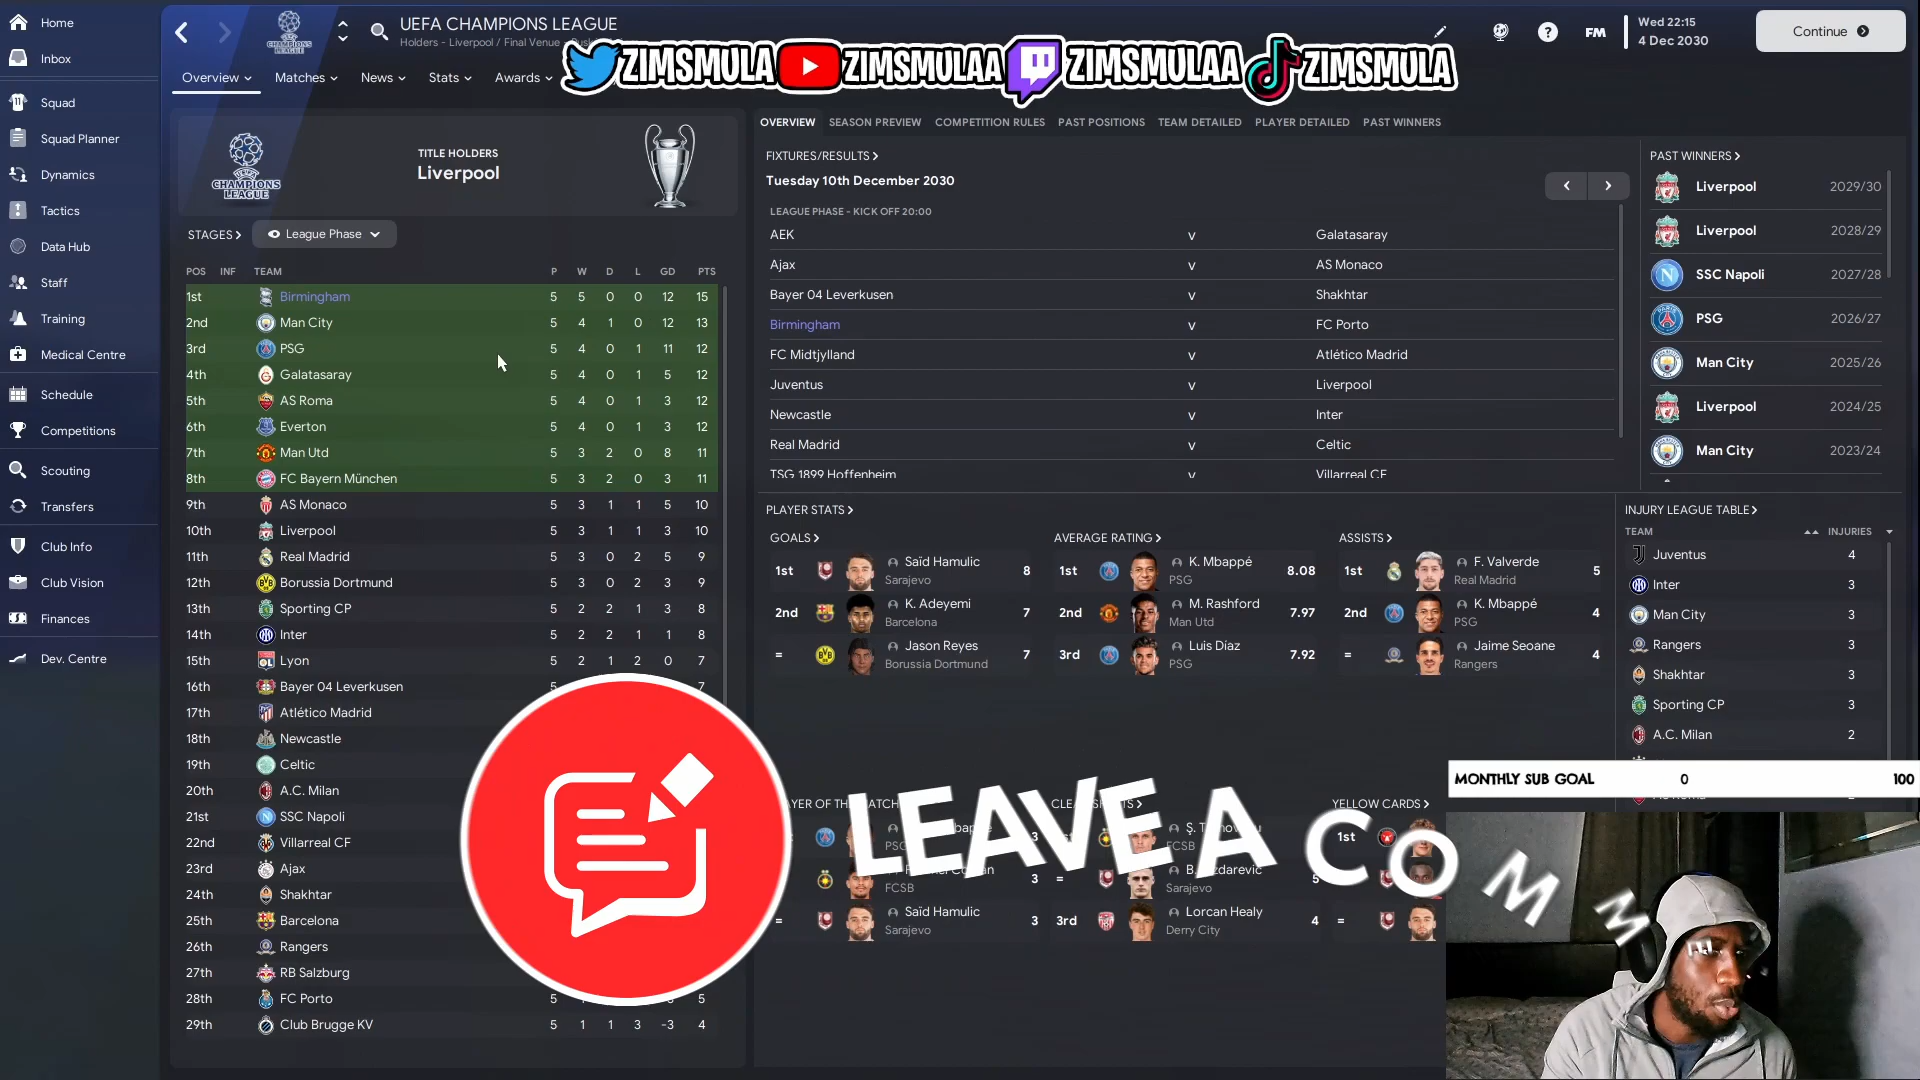 Home
Inbox
Squad
Squad Planner
Dynamics
Tactics
Data Hub
Staff
Training
Medical Centre
Schedule
Competitions
Scouting
Transfers
Club Info
Club Vision
Finances
Dev. Centre
UEFA CHAMPIONS LEAGUE
Holders - Liverpool / Final Venue
Wed 22:15
4 Dec 2030
FM
Continue
Overview Matches News Stats Awards
ZIMSMULA ZIMSMULAA ZIMSMULAA ZIMSMULA
CHAMPIONS LEAGUE
TITLE HOLDERS
Liverpool
STAGES League Phase
POS INF TEAM P W D L GD PTS
1st Birmingham 5 5 0 0 12 15
2nd Man City 5 4 1 0 12 13
3rd PSG 5 4 0 1 11 12
4th Galatasaray 5 4 0 1 5 12
5th AS Roma 5 4 0 1 3 12
6th Everton 5 4 0 1 3 12
7th Man Utd 5 3 2 0 8 11
8th FC Bayern München 5 3 2 0 3 11
9th AS Monaco 5 3 1 1 5 10
10th Liverpool 5 3 1 1 3 10
11th Real Madrid 5 3 0 2 5 9
12th Borussia Dortmund 5 3 0 2 3 9
13th Sporting CP 5 2 2 1 3 8
14th Inter 5 2 2 1 1 8
15th Lyon 5 2 1 2 0 7
16th Bayer 04 Leverkusen 5 7
17th Atlético Madrid
18th Newcastle
19th Celtic
20th A.C. Milan
21st SSC Napoli
22nd Villarreal CF
23rd Ajax
24th Shakhtar
25th Barcelona
26th Rangers
27th RB Salzburg
28th FC Porto 5 5
29th Club Brugge KV 5 1 1 3 -3 4
OVERVIEW SEASON PREVIEW COMPETITION RULES PAST POSITIONS TEAM DETAILED PLAYER DETAILED PAST WINNERS
FIXTURES/RESULTS
Tuesday 10th December 2030
LEAGUE PHASE - KICK OFF 20:00
AEK v Galatasaray
Ajax v AS Monaco
Bayer 04 Leverkusen v Shakhtar
Birmingham v FC Porto
FC Midtjylland v Atlético Madrid
Juventus v Liverpool
Newcastle v Inter
Real Madrid v Celtic
TSG 1899 Hoffenheim v Villarreal CF
PAST WINNERS
Liverpool 2029/30
Liverpool 2028/29
SSC Napoli 2027/28
PSG 2026/27
Man City 2025/26
Liverpool 2024/25
Man City 2023/24
PLAYER STATS
GOALS
1st Saïd Hamulic 8
Sarajevo
2nd K. Adeyemi 7
Barcelona
= Jason Reyes 7
Borussia Dortmund
AVERAGE RATING
1st K. Mbappé 8.08
PSG
2nd M. Rashford 7.97
Man Utd
3rd Luis Díaz 7.92
PSG
ASSISTS
1st F. Valverde 5
Real Madrid
2nd K. Mbappé 4
PSG
= Jaime Seoane 4
Rangers
INJURY LEAGUE TABLE
TEAM INJURIES
Juventus 4
Inter 3
Man City 3
Rangers 3
Shakhtar 3
Sporting CP 3
A.C. Milan 2
MONTHLY SUB GOAL 0 100
YELLOW CARDS
1st
FCSB 3 =
FCSB
Sarajevo 5
= Saïd Hamulic 3
Sarajevo
3rd Lorcan Healy 4
Derry City
=
LEAVE A COMME